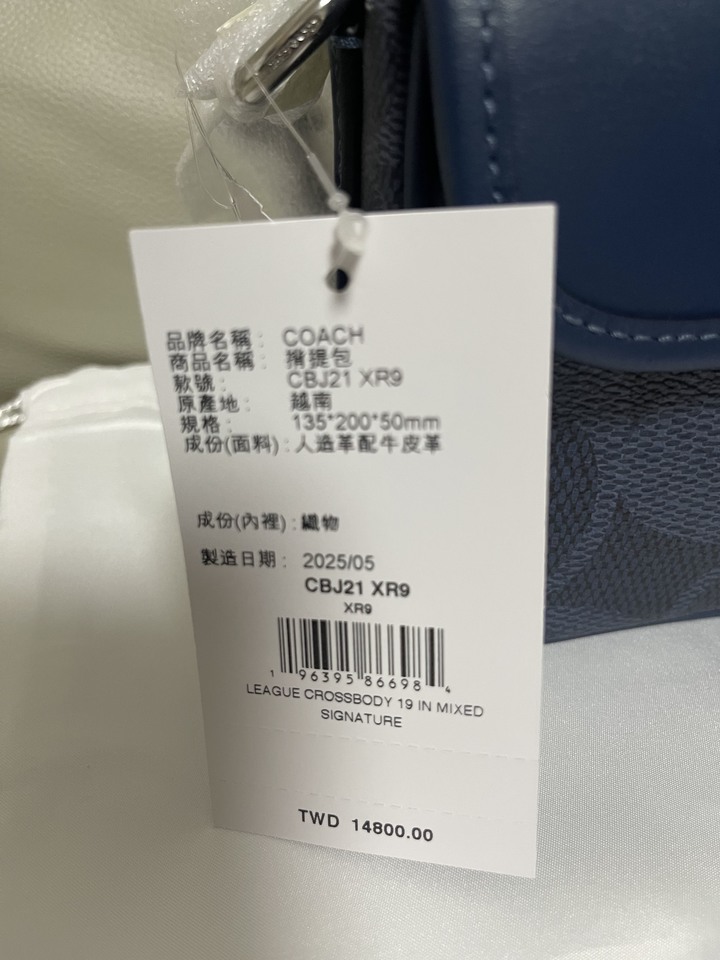 品牌名稱： COACH
商品名稱： 揹提包
款號： CBJ21 XR9
原產地： 越南
規格： 135*200*50mm
成份(面料)：人造革配牛皮革
成份(內裡)：織物
製造日期： 2025/05
CBJ21 XR9
XR9
1 96395 86698 4
LEAGUE CROSSBODY 19 IN MIXED
SIGNATURE
TWD 14800.00